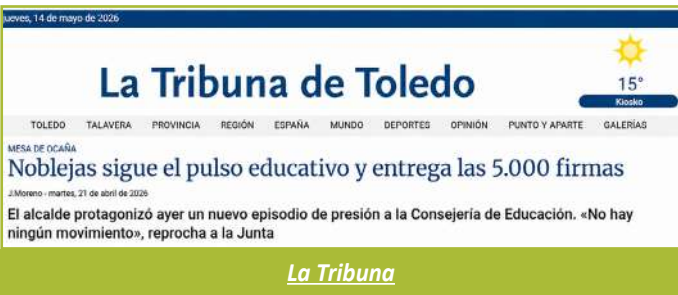 jueves, 14 de mayo de 2026
La Tribuna de Toledo
15°
Kiosko
TOLEDO TALAVERA PROVINCIA REGIÓN ESPAÑA MUNDO DEPORTES OPINIÓN PUNTO Y APARTE GALERÍAS
MESA DE OCAÑA
Noblejas sigue el pulso educativo y entrega las 5.000 firmas
J.Moreno - martes, 21 de abril de 2026
El alcalde protagonizó ayer un nuevo episodio de presión a la Consejería de Educación. «No hay
ningún movimiento», reprocha a la Junta
La Tribuna